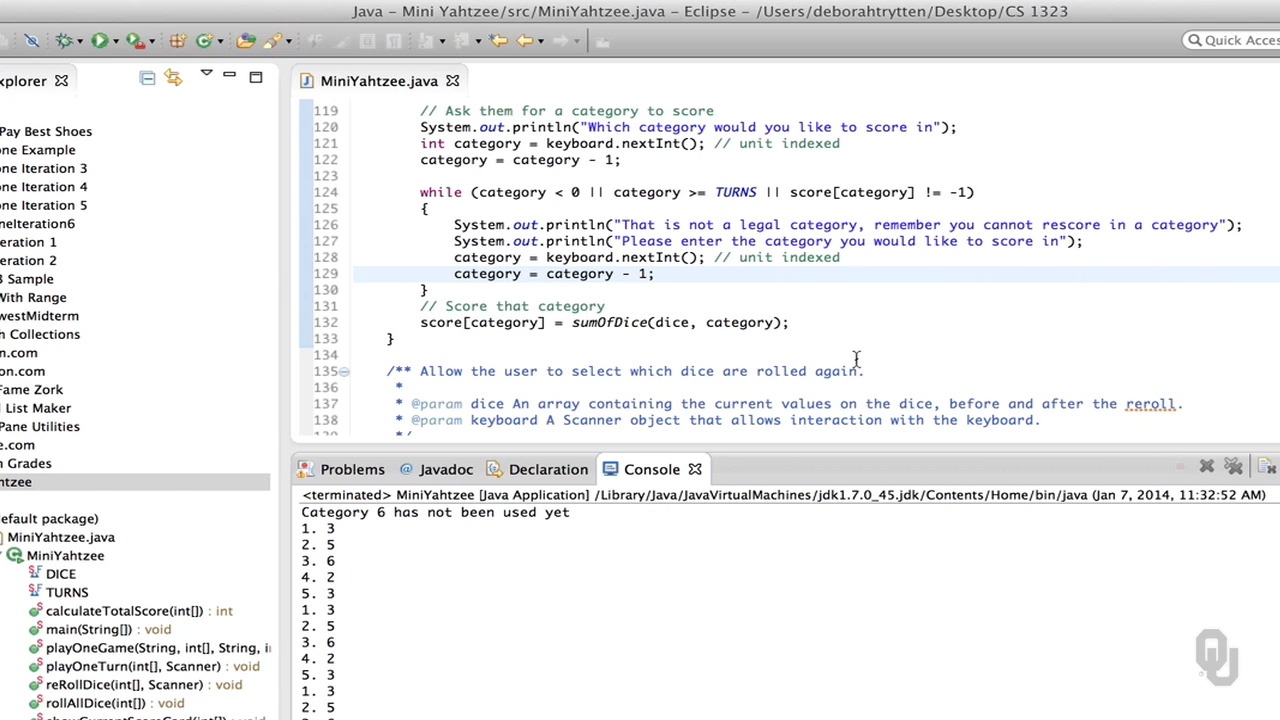 Java - Mini Yahtzee/src/MiniYahtzee.java - Eclipse - /Users/deborahtrytten/Desktop/CS 1323
Quick Acce
xplorer
MiniYahtzee.java
Pay Best Shoes
one Example
one Iteration 3
one Iteration 4
one Iteration 5
neIteration6
teration 1
teration 2
8 Sample
With Range
owestMidterm
th Collections
on.com
on.com
Fame Zork
l List Maker
Pane Utilities
e.com
n Grades
htzee
default package)
MiniYahtzee.java
MiniYahtzee
DICE
TURNS
calculateTotalScore(int[]) : int
main(String[]) : void
playOneGame(String, int[], String, i
playOneTurn(int[], Scanner)
reRollDice(int[], Scanner) : void
rollAllDice(int[]) : void
showCurrentScoreCard(int[]) : void
119 // Ask them for a category to score
120 System.out.println("Which category would you like to score in");
121 int category = keyboard.nextInt(); // unit indexed
122 category = category - 1;
123
124 while (category < 0 || category >= TURNS || score[category] != -1)
125 {
126 System.out.println("That is not a legal category, remember you cannot rescore in a category");
127 System.out.println("Please enter the category you would like to score in");
128 category = keyboard.nextInt(); // unit indexed
129 category = category - 1;
130 }
131 // Score that category
132 score[category] = sumOfDice(dice, category);
133 }
134
135 /** Allow the user to select which dice are rolled again.
136 *
137 * @param dice An array containing the current values on the dice, before and after the reroll.
138 * @param keyboard A Scanner object that allows interaction with the keyboard.
139 */
Problems @ Javadoc Declaration Console
<terminated> MiniYahtzee [Java Application] /Library/Java/JavaVirtualMachines/jdk1.7.0_45.jdk/Contents/Home/bin/java (Jan 7, 2014, 11:32:52 AM)
Category 6 has not been used yet
1. 3
2. 5
3. 6
4. 2
5. 3
1. 3
2. 5
3. 6
4. 2
5. 3
1. 3
2. 5
OU